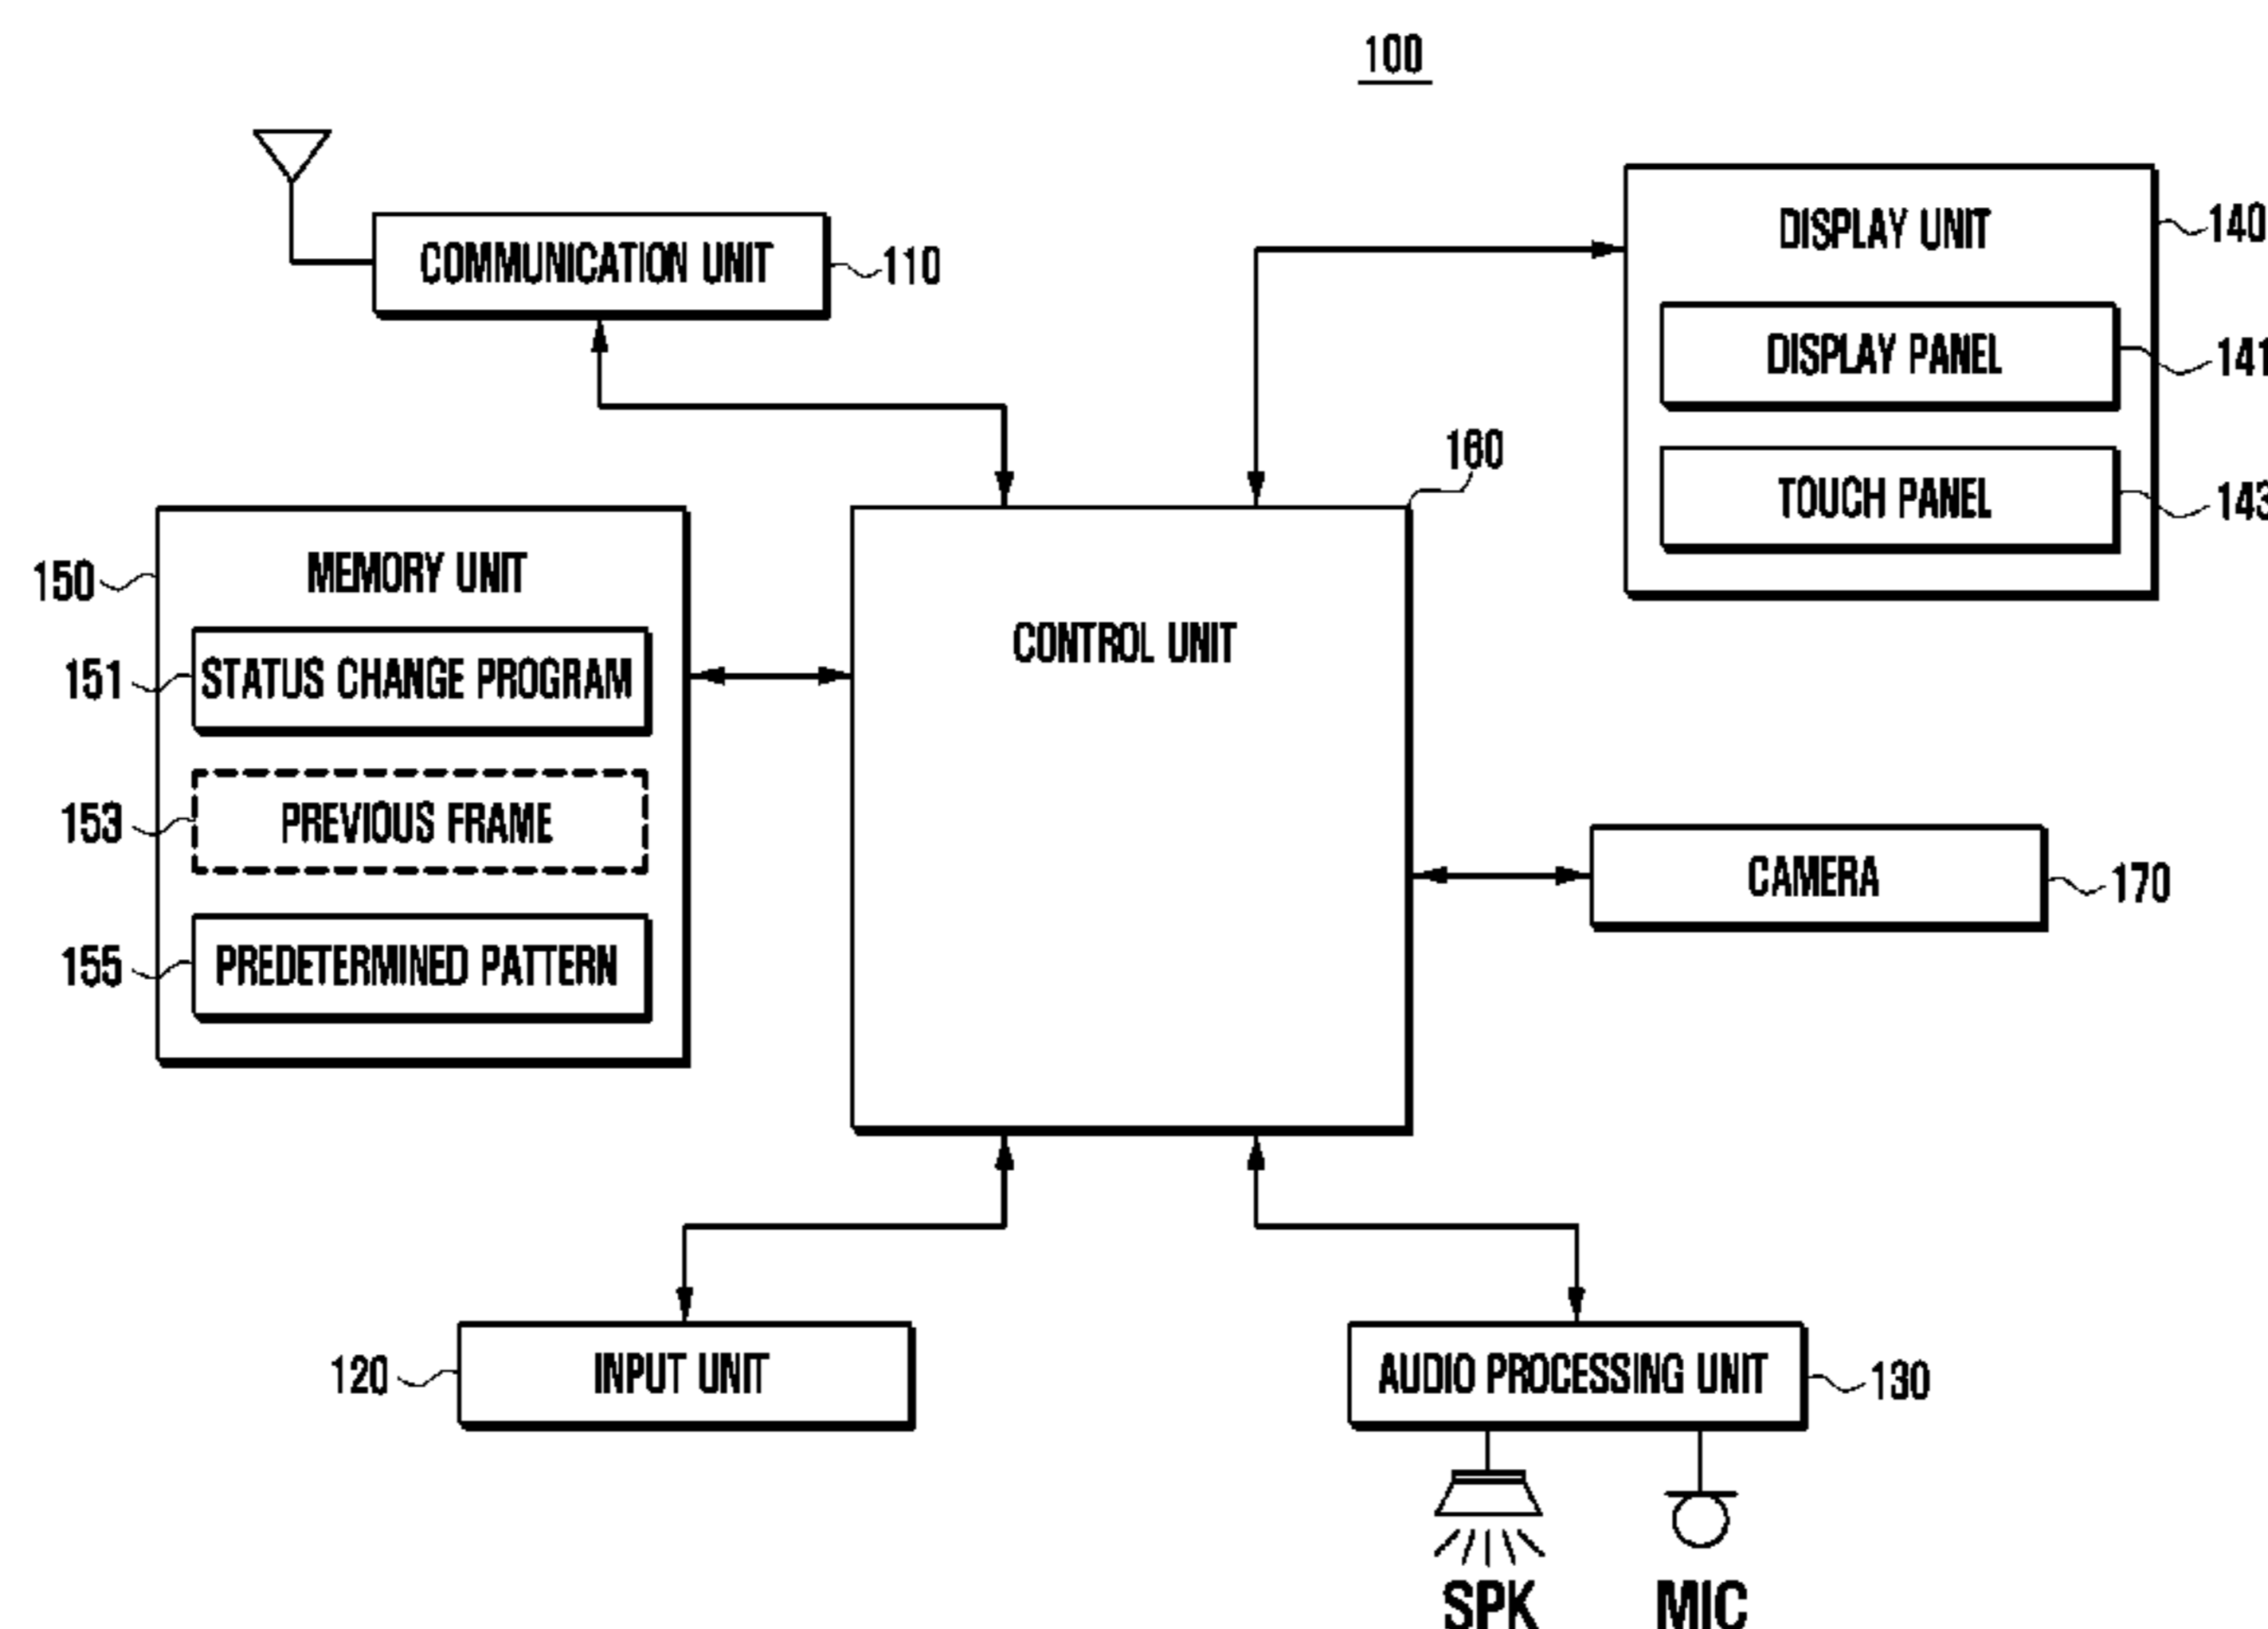 100
COMMUNICATION UNIT
110
DISPLAY UNIT
140
DISPLAY PANEL
141
TOUCH PANEL
143
160
CONTROL UNIT
150
MEMORY UNIT
151
STATUS CHANGE PROGRAM
153
PREVIOUS FRAME
155
PREDETERMINED PATTERN
CAMERA
170
120
INPUT UNIT
AUDIO PROCESSING UNIT
130
SPK
MIC